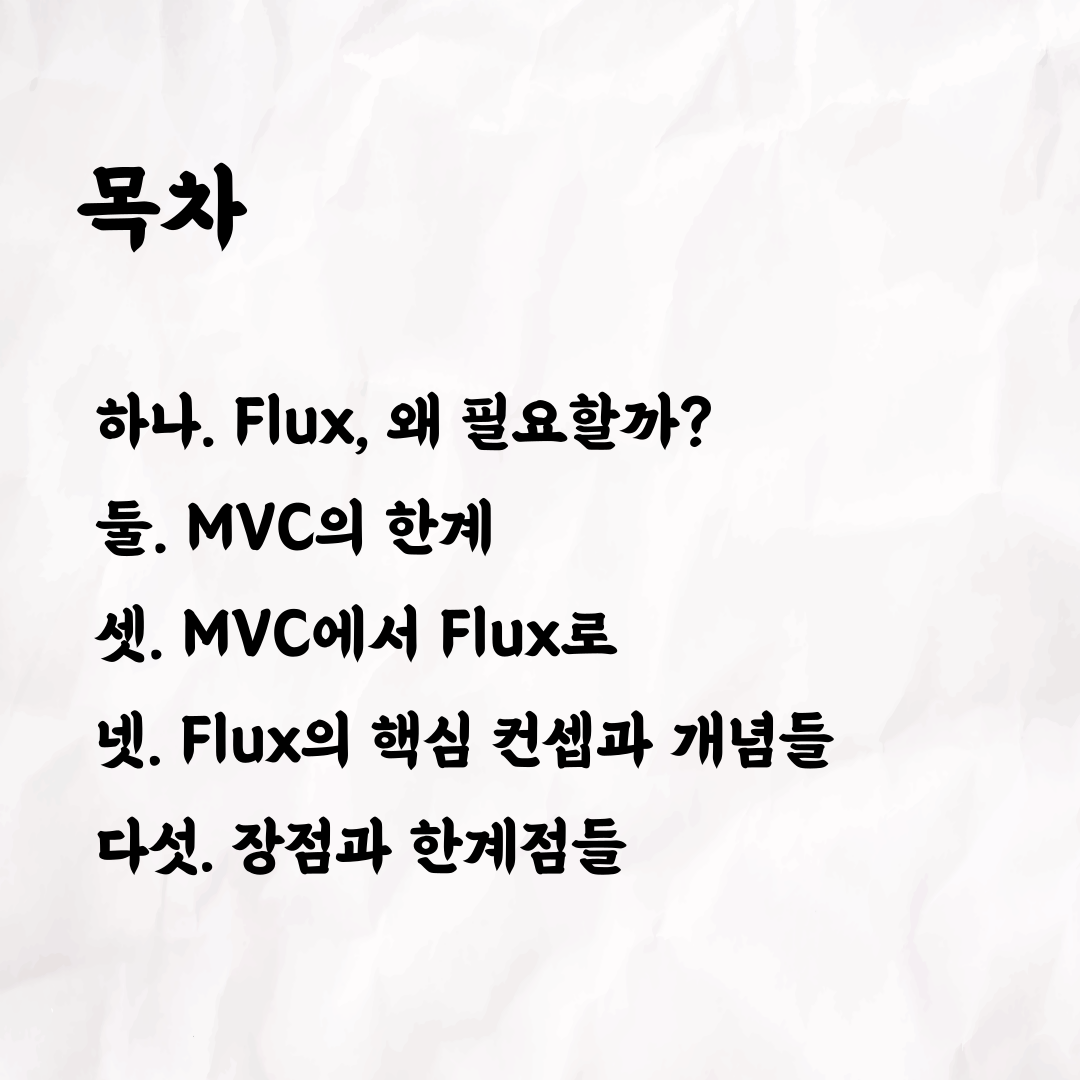 목차
하나. Flux, 왜 필요할까?
둘. MVC의 한계
셋. MVC에서 Flux로
넷. Flux의 핵심 컨셉과 개념들
다섯. 장점과 한계점들